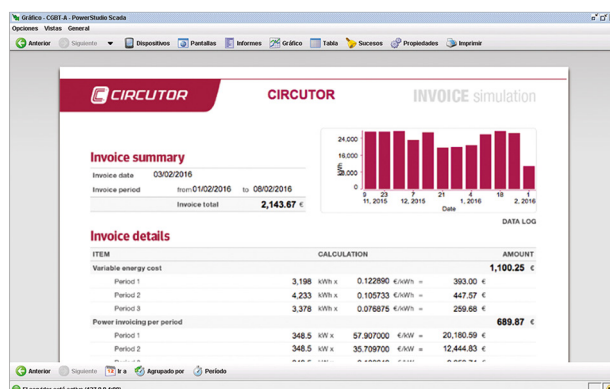 Gráfico - CGBT-A - PowerStudio Scada
Opciones Vistas General
Anterior Siguiente Dispositivos Pantallas Informes Gráfico Tabla Sucesos Propiedades Imprimir
CIRCUTOR CIRCUTOR INVOICE simulation
24,000
16,000
8,000
0
kWh
9 23 7 21 4 18 1
11, 2015 12, 2015 1, 2016 2, 2016
Date
DATA LOG
Invoice summary
Invoice date 03/02/2016
Invoice period from 01/02/2016 to 08/02/2016
Invoice total 2,143.67 €
Invoice details
ITEM CALCULATION AMOUNT
Variable energy cost 1,100.25 €
Period 1 3,198 kWh x 0.122890 €/kWh = 393.00 €
Period 2 4,233 kWh x 0.105733 €/kWh = 447.57 €
Period 3 3,378 kWh x 0.076875 €/kWh = 259.68 €
Power invoicing per period 689.87 €
Period 1 348.5 kW x 57.907000 €/kW = 20,180.59 €
Period 2 348.5 kW x 35.709700 €/kW = 12,444.83 €
Anterior Siguiente Ir a Agrupado por Período